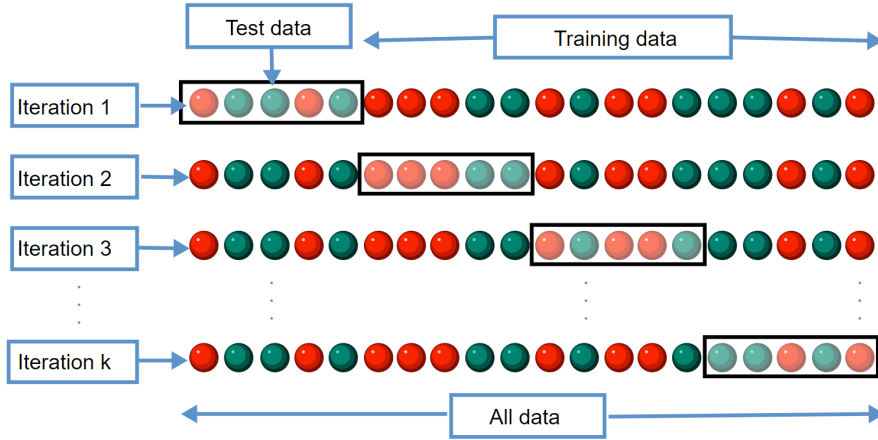 Test data
Training data
Iteration 1
Iteration 2
Iteration 3
Iteration k
All data